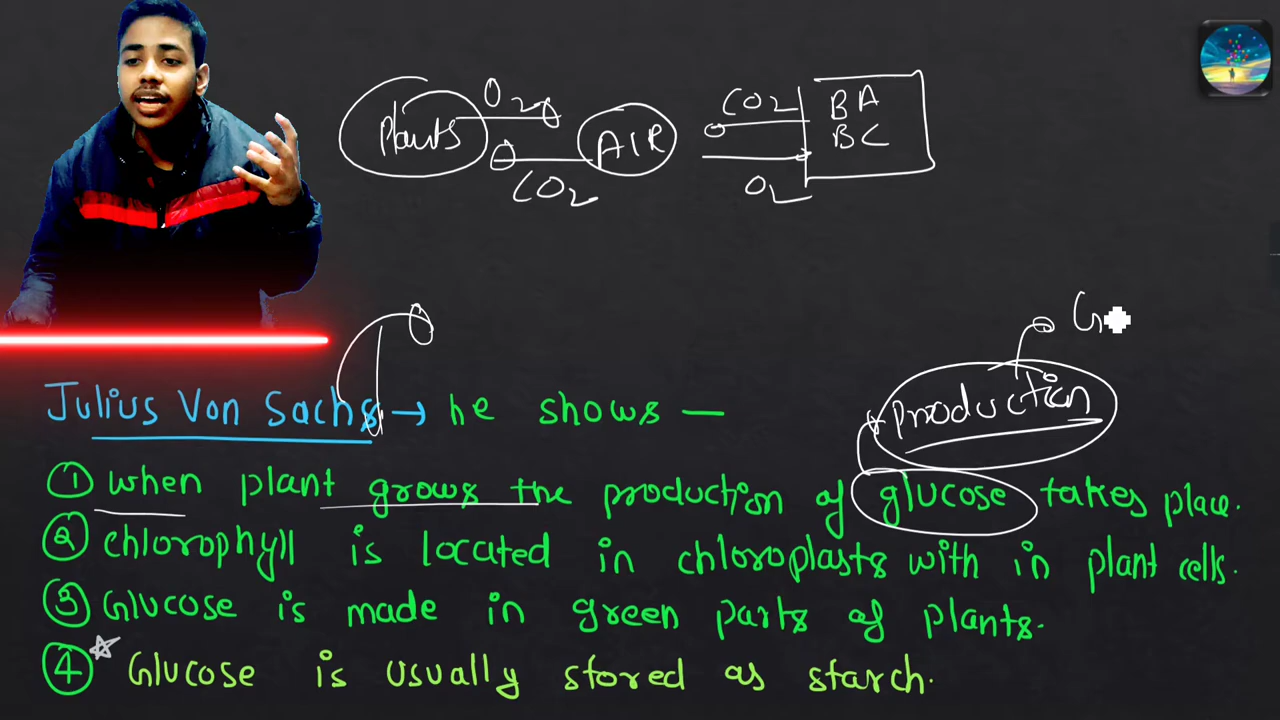 Plants O2 AIR CO2 BA
CO2 O2 BC
Production
Julius Von Sachs → he shows —
① when plant grows the production of glucose takes place.
② chlorophyll is located in chloroplasts with in plant cells.
③ Glucose is made in green parts of plants.
④ Glucose is usually stored as starch.